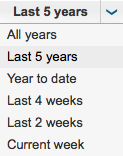 Last 5 years
All years
Last 5 years
Year to date
Last 4 weeks
Last 2 weeks
Current week